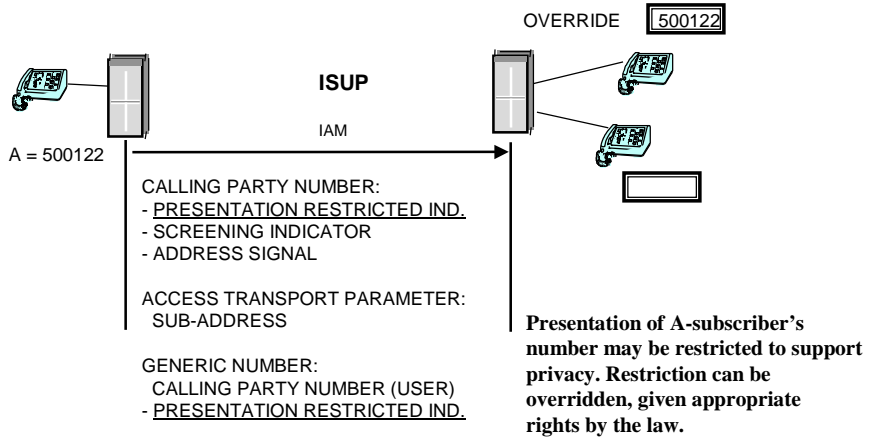 OVERRIDE 500122
ISUP
IAM
A = 500122
CALLING PARTY NUMBER:
- PRESENTATION RESTRICTED IND.
- SCREENING INDICATOR
- ADDRESS SIGNAL
ACCESS TRANSPORT PARAMETER:
SUB-ADDRESS
GENERIC NUMBER:
CALLING PARTY NUMBER (USER)
- PRESENTATION RESTRICTED IND.
Presentation of A-subscriber's
number may be restricted to support
privacy. Restriction can be
overridden, given appropriate
rights by the law.